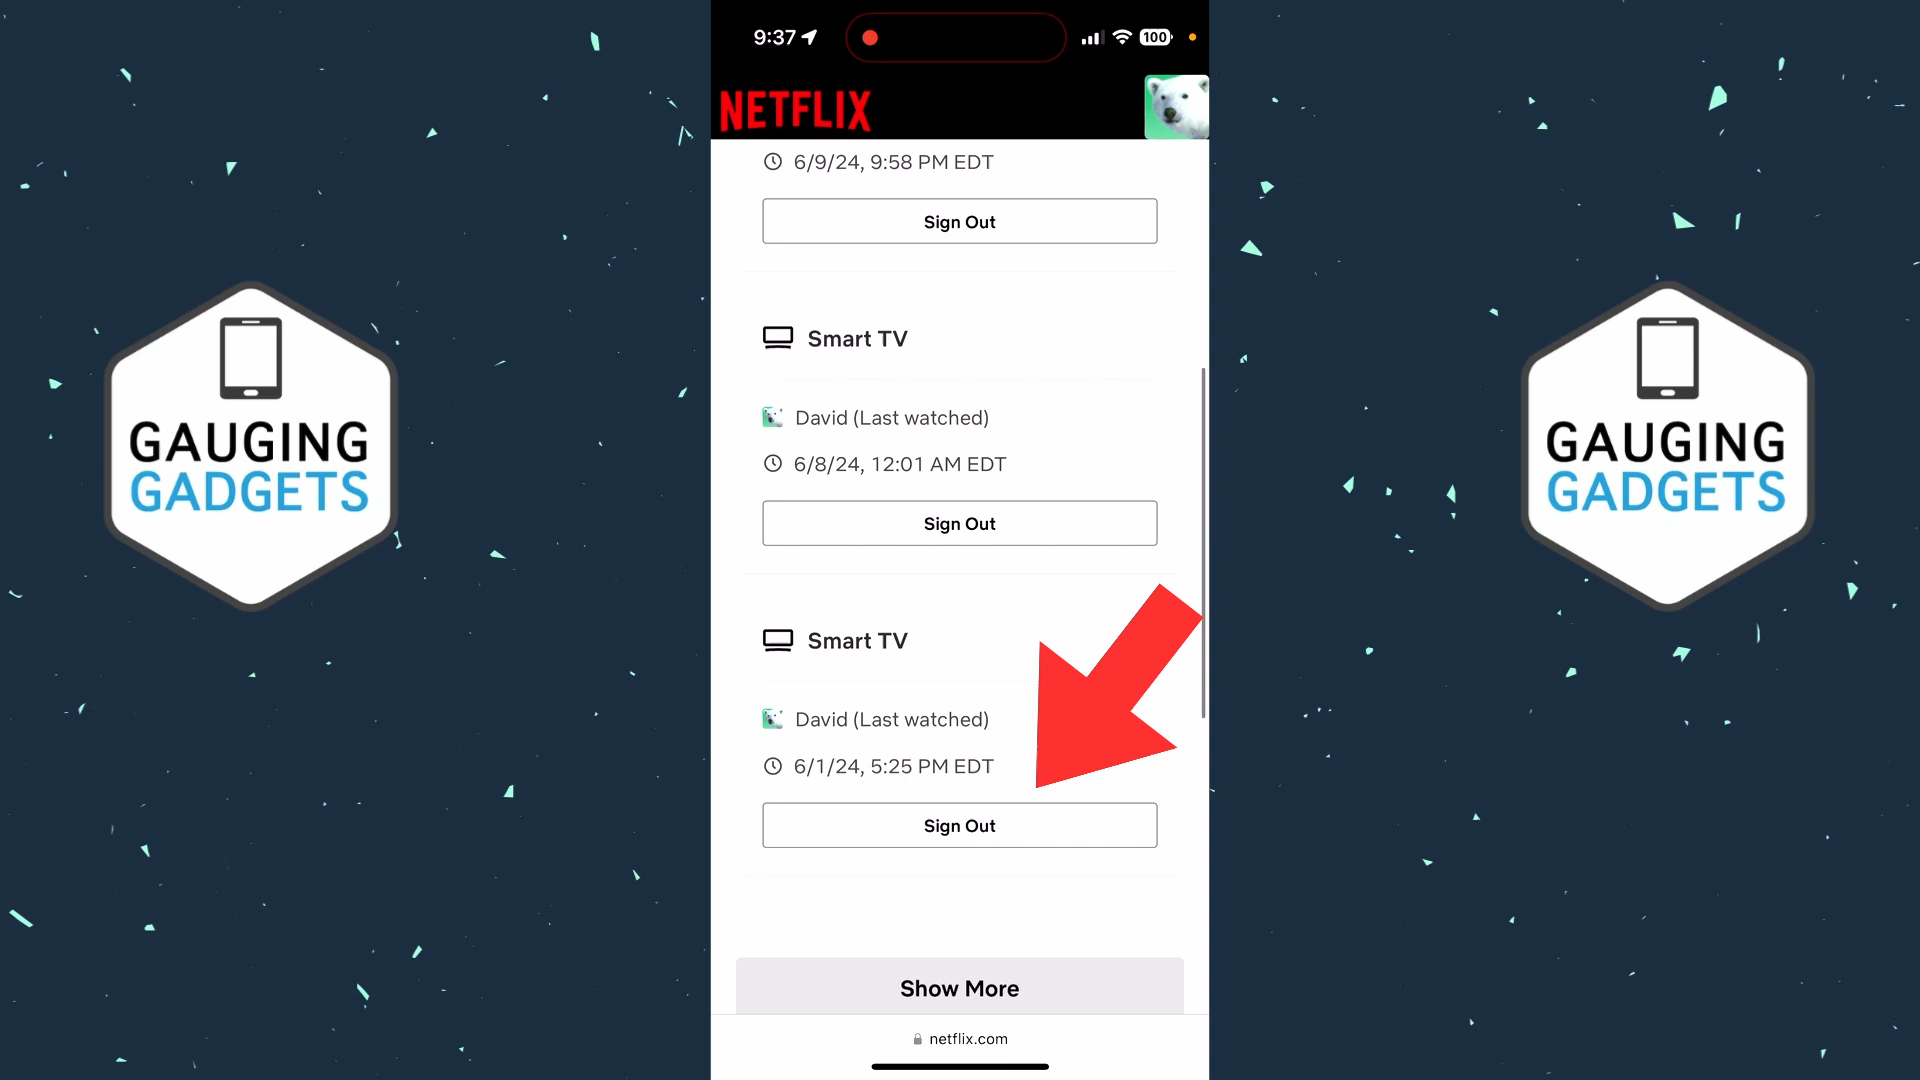 9:37
100
NETFLIX
6/9/24, 9:58 PM EDT
Sign Out
Smart TV
David (Last watched)
6/8/24, 12:01 AM EDT
Sign Out
Smart TV
David (Last watched)
6/1/24, 5:25 PM EDT
Sign Out
Show More
netflix.com
GAUGING
GADGETS
GAUGING
GADGETS